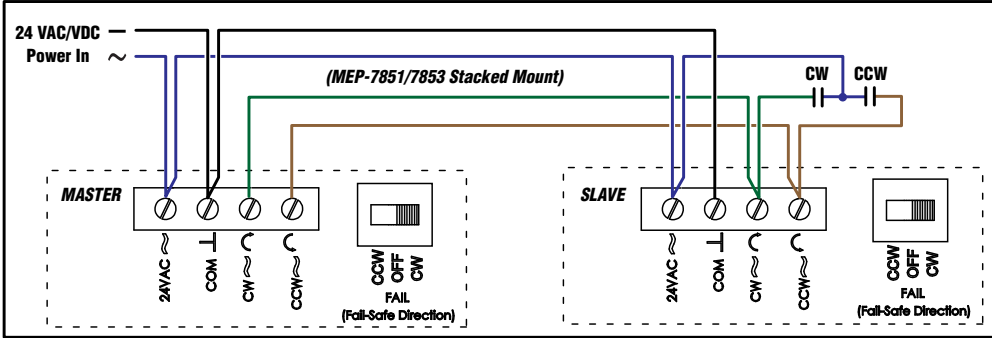 24 VAC/VDC
Power In
(MEP-7851/7853 Stacked Mount)
CW CCW
MASTER
24VAC
COM
CW
CCW
CCW
OFF
CW
FAIL
(Fail-Safe Direction)
SLAVE
24VAC
COM
CW
CCW
CCW
OFF
CW
FAIL
(Fail-Safe Direction)